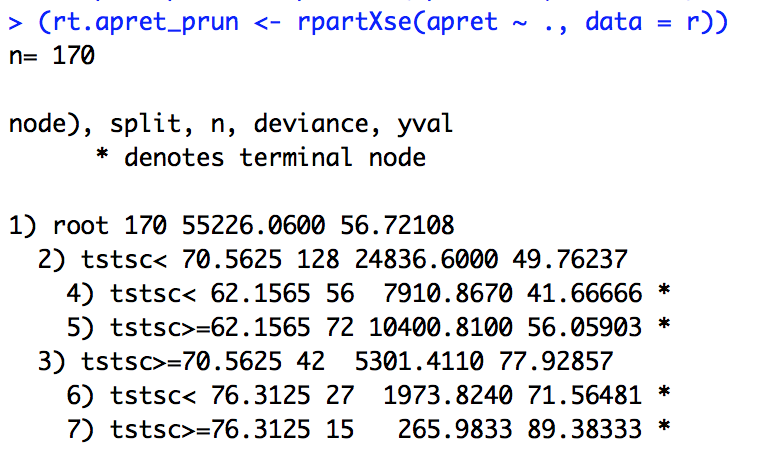 > (rt.apret_prun <- rpartXse(apret ~ ., data = r))
n= 170

node), split, n, deviance, yval
      * denotes terminal node

1) root 170 55226.0600 56.72108
  2) tstsc< 70.5625 128 24836.6000 49.76237
    4) tstsc< 62.1565 56  7910.8670 41.66666 *
    5) tstsc>=62.1565 72 10400.8100 56.05903 *
  3) tstsc>=70.5625 42  5301.4110 77.92857
    6) tstsc< 76.3125 27  1973.8240 71.56481 *
    7) tstsc>=76.3125 15   265.9833 89.38333 *